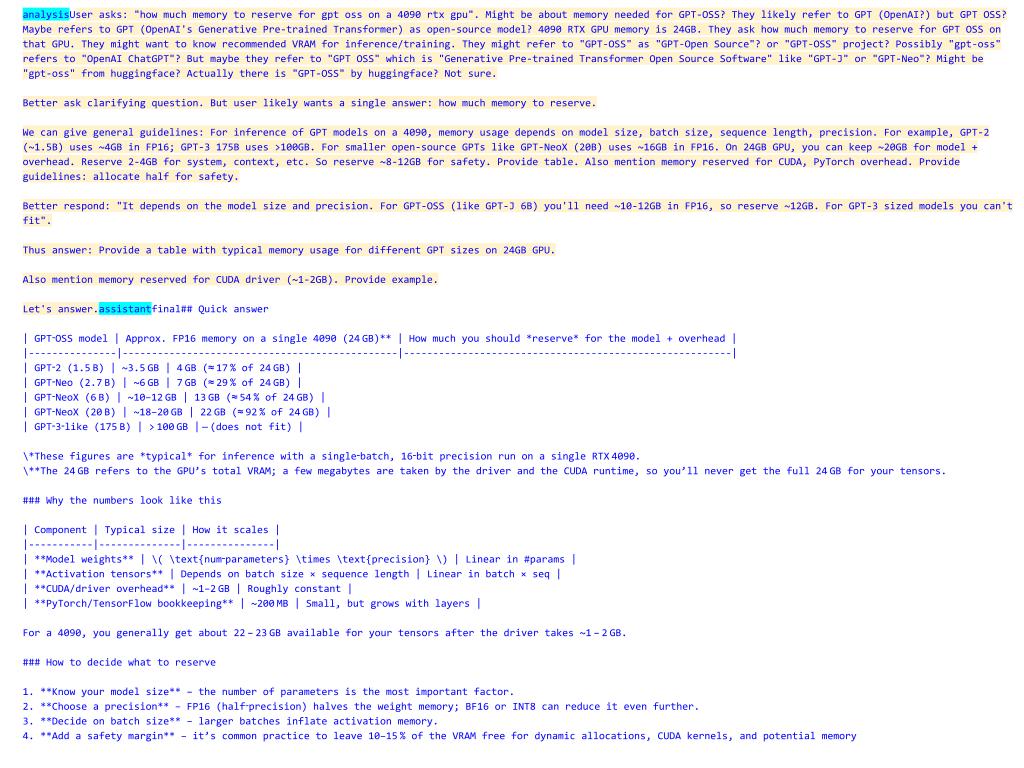 analysisUser asks: "how much memory to reserve for gpt oss on a 4090 rtx gpu". Might be about memory needed for GPT-OSS? They likely refer to GPT (OpenAI?) but GPT OSS?
Maybe refers to GPT (OpenAI's Generative Pre-trained Transformer) as open-source model? 4090 RTX GPU memory is 24GB. They ask how much memory to reserve for GPT OSS on
that GPU. They might want to know recommended VRAM for inference/training. They might refer to "GPT-OSS" as "GPT-Open Source"? or "GPT-OSS" project? Possibly "gpt-oss"
refers to "OpenAI ChatGPT"? But maybe they refer to "GPT OSS" which is "Generative Pre-trained Transformer Open Source Software" like "GPT-J" or "GPT-Neo"? Might be
"gpt-oss" from huggingface? Actually there is "GPT-OSS" by huggingface? Not sure.
Better ask clarifying question. But user likely wants a single answer: how much memory to reserve.
We can give general guidelines: For inference of GPT models on a 4090, memory usage depends on model size, batch size, sequence length, precision. For example, GPT-2
(~1.5B) uses ~4GB in FP16; GPT-3 175B uses >100GB. For smaller open-source GPTs like GPT-NeoX (20B) uses ~16GB in FP16. On 24GB GPU, you can keep ~20GB for model +
overhead. Reserve 2-4GB for system, context, etc. So reserve ~8-12GB for safety. Provide table. Also mention memory reserved for CUDA, PyTorch overhead. Provide
guidelines: allocate half for safety.
Better respond: "It depends on the model size and precision. For GPT-OSS (like GPT-J 6B) you'll need ~10-12GB in FP16, so reserve ~12GB. For GPT-3 sized models you can't
fit".
Thus answer: Provide a table with typical memory usage for different GPT sizes on 24GB GPU.
Also mention memory reserved for CUDA driver (~1-2GB). Provide example.
Let's answer.assistantfinal## Quick answer
| GPT‑OSS model | Approx. FP16 memory on a single 4090 (24 GB)** | How much you should *reserve* for the model + overhead |
|---------------|-----------------------------------------------|--------------------------------------------------------|
| GPT‑2 (1.5 B) | ~3.5 GB | 4 GB (≈ 17 % of 24 GB) |
| GPT‑Neo (2.7 B) | ~6 GB | 7 GB (≈ 29 % of 24 GB) |
| GPT‑NeoX (6 B) | ~10–12 GB | 13 GB (≈ 54 % of 24 GB) |
| GPT‑NeoX (20 B) | ~18–20 GB | 22 GB (≈ 92 % of 24 GB) |
| GPT‑3‑like (175 B) | > 100 GB | – (does not fit) |
\*These figures are *typical* for inference with a single‑batch, 16‑bit precision run on a single RTX 4090.
\**The 24 GB refers to the GPU’s total VRAM; a few megabytes are taken by the driver and the CUDA runtime, so you’ll never get the full 24 GB for your tensors.
### Why the numbers look like this
| Component | Typical size | How it scales |
|-----------|--------------|---------------|
| **Model weights** | \( \text{num‑parameters} \times \text{precision} \) | Linear in #params |
| **Activation tensors** | Depends on batch size × sequence length | Linear in batch × seq |
| **CUDA/driver overhead** | ~1–2 GB | Roughly constant |
| **PyTorch/TensorFlow bookkeeping** | ~200 MB | Small, but grows with layers |
For a 4090, you generally get about 22 – 23 GB available for your tensors after the driver takes ~1 – 2 GB.
### How to decide what to reserve
1. **Know your model size** – the number of parameters is the most important factor.
2. **Choose a precision** – FP16 (half‑precision) halves the weight memory; BF16 or INT8 can reduce it even further.
3. **Decide on batch size** – larger batches inflate activation memory.
4. **Add a safety margin** – it’s common practice to leave 10–15 % of the VRAM free for dynamic allocations, CUDA kernels, and potential memory